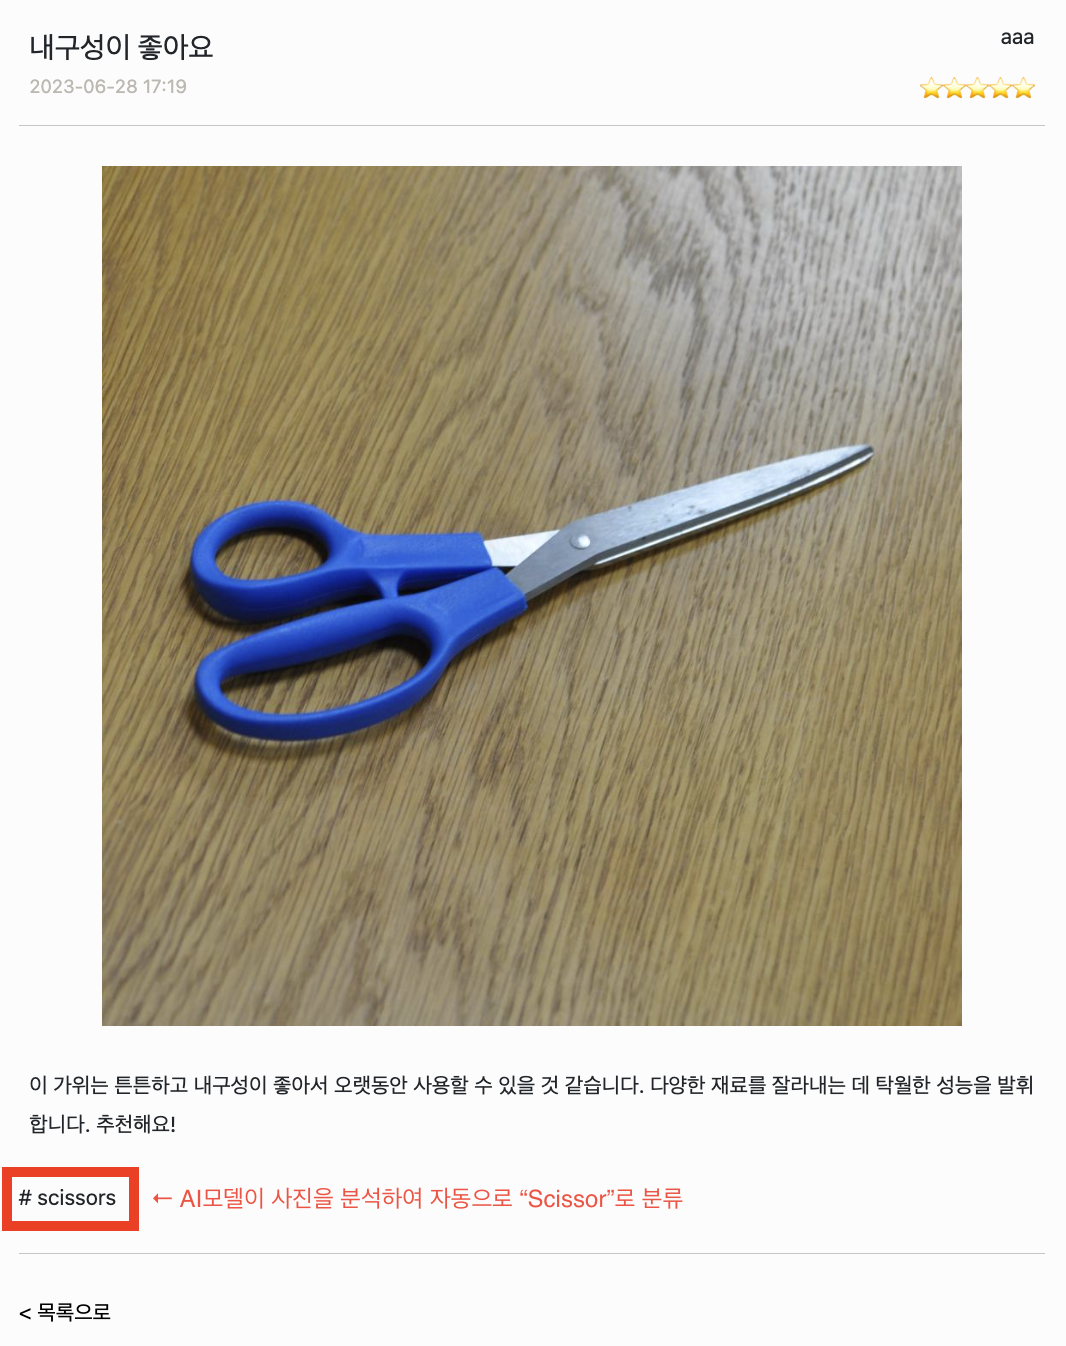 내구성이 좋아요
aaa
2023-06-28 17:19
이 가위는 튼튼하고 내구성이 좋아서 오랫동안 사용할 수 있을 것 같습니다. 다양한 재료를 잘라내는 데 탁월한 성능을 발휘
합니다. 추천해요!
# scissors ← AI모델이 사진을 분석하여 자동으로 “Scissor”로 분류
< 목록으로